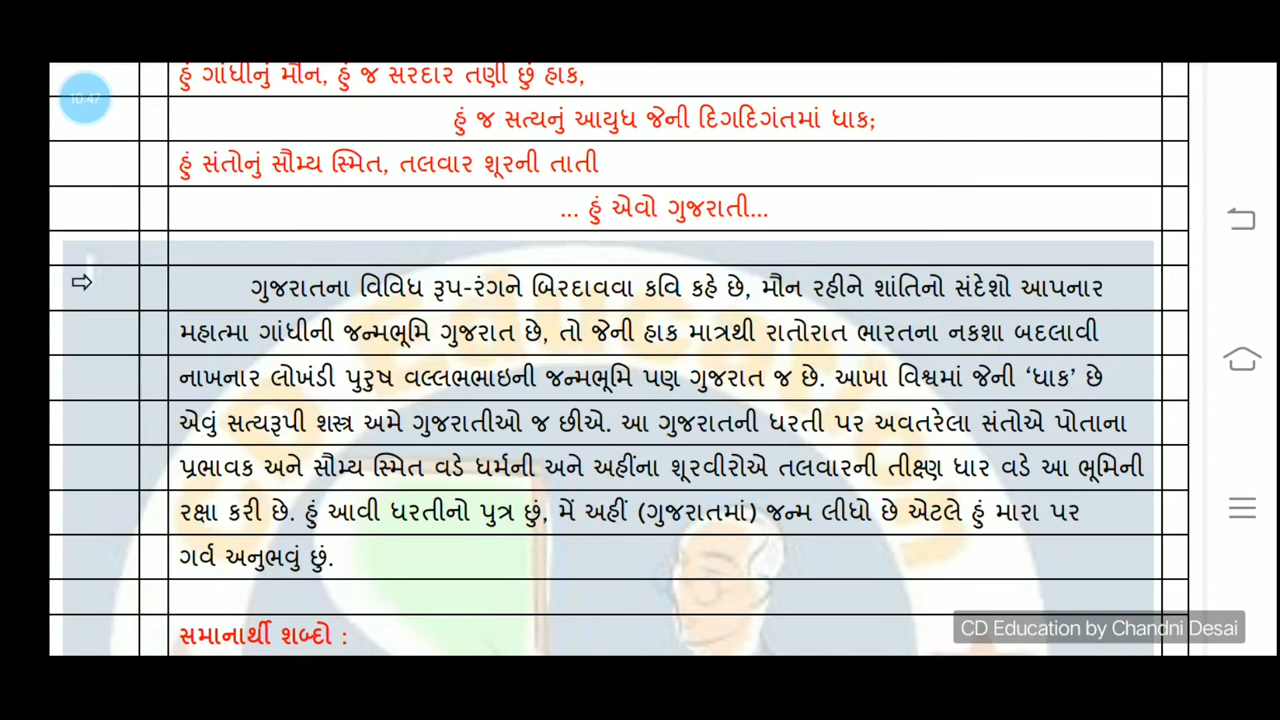 હું ગાંધીનું મૌન, હું જ સરદાર તણી છું હાક,
10:47
હું જ સત્યનું આયુધ જેની દિગદિગંતમાં ધાક;
હું સંતોનું સૌમ્ય સ્મિત, તલવાર શૂરની તાતી
... હું એવો ગુજરાતી...
⇨ ગુજરાતના વિવિધ રૂપ-રંગને બિરદાવવા કવિ કહે છે, મૌન રહીને શાંતિનો સંદેશો આપનાર
મહાત્મા ગાંધીની જન્મભૂમિ ગુજરાત છે, તો જેની હાક માત્રથી રાતોરાત ભારતના નકશા બદલાવી
નાખનાર લોખંડી પુરુષ વલ્લભભાઇની જન્મભૂમિ પણ ગુજરાત જ છે. આખા વિશ્વમાં જેની ‘ધાક’ છે
એવું સત્યરૂપી શસ્ત્ર અમે ગુજરાતીઓ જ છીએ. આ ગુજરાતની ધરતી પર અવતરેલા સંતોએ પોતાના
પ્રભાવક અને સૌમ્ય સ્મિત વડે ધર્મની અને અહીંના શૂરવીરોએ તલવારની તીક્ષ્ણ ધાર વડે આ ભૂમિની
રક્ષા કરી છે. હું આવી ધરતીનો પુત્ર છું, મેં અહીં (ગુજરાતમાં) જન્મ લીધો છે એટલે હું મારા પર
ગર્વ અનુભવું છું.
સમાનાર્થી શબ્દો :
CD Education by Chandni Desai